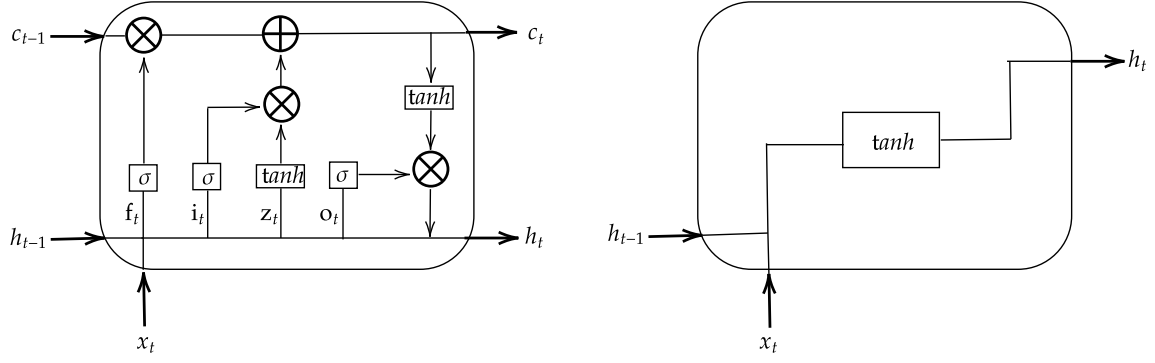 c_{t-1} c_t
tanh
σ σ tanh σ
f_t i_t z_t o_t
h_{t-1} h_t
x_t
h_t
tanh
h_{t-1}
x_t